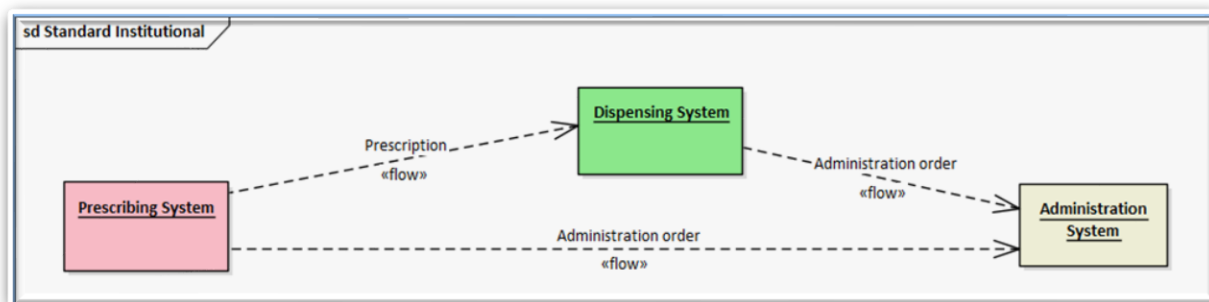 sd Standard Institutional
Dispensing System
Prescription
«flow»
Administration order
«flow»
Prescribing System
Administration
System
Administration order
«flow»